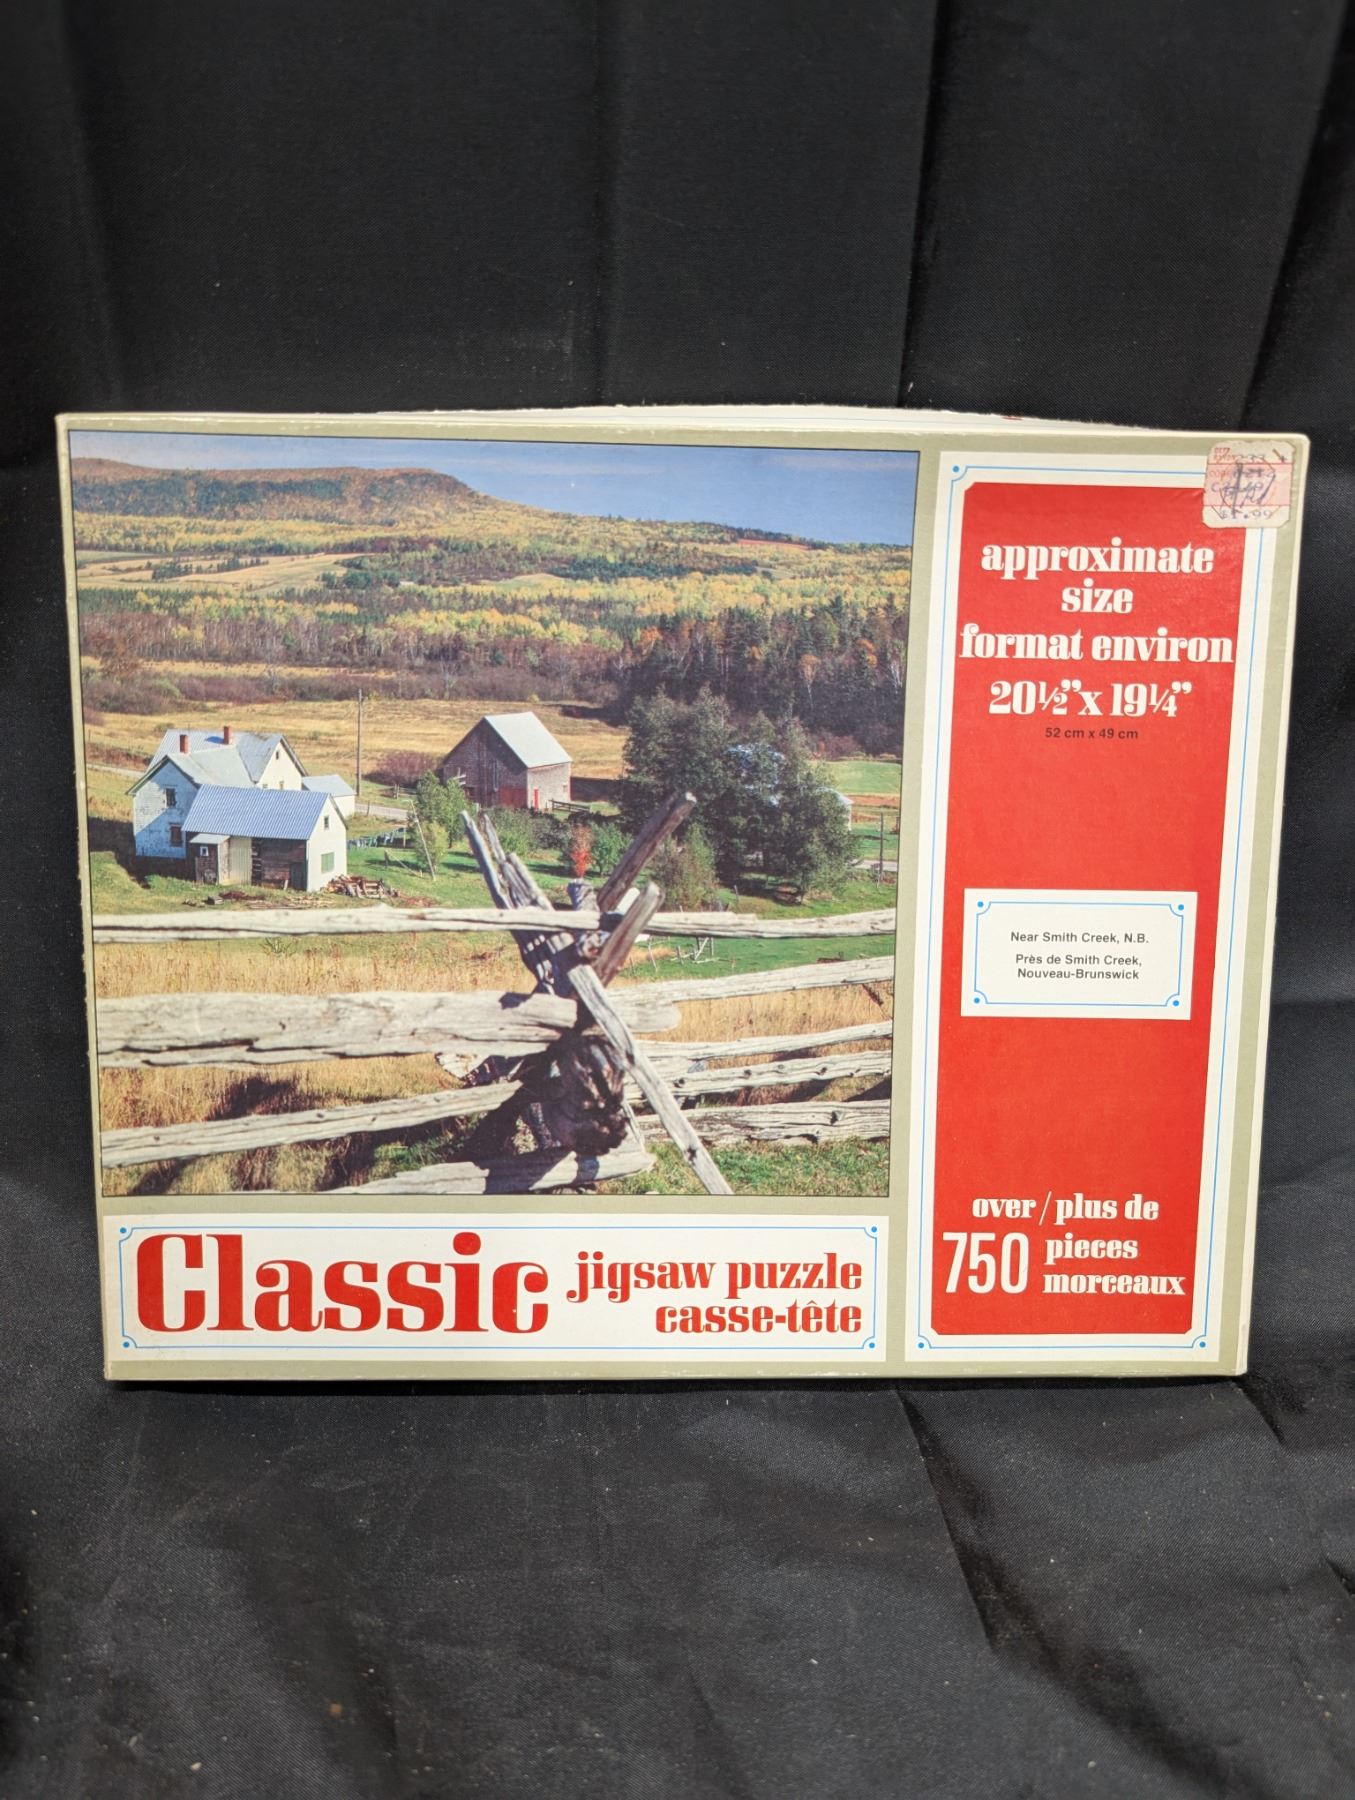 approximate
size
format environ
20½"x 19¼"
52 cm x 49 cm
Near Smith Creek, N.B.
Près de Smith Creek,
Nouveau-Brunswick
over / plus de
750 pieces
morceaux
Classic jigsaw puzzle
casse-tête